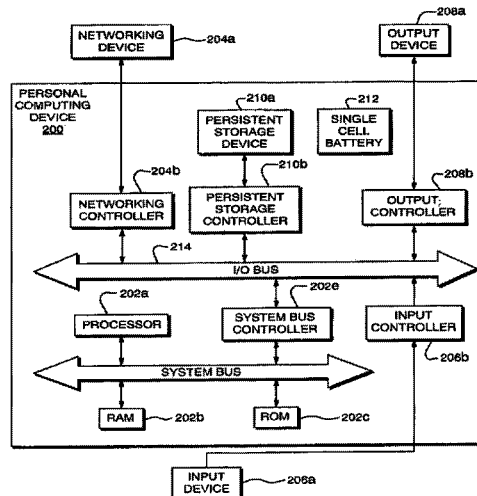 NETWORKING
DEVICE
204a
208a
OUTPUT
DEVICE
PERSONAL
COMPUTING
DEVICE
200
210a
PERSISTENT
STORAGE
DEVICE
212
SINGLE
CELL
BATTERY
204b
NETWORKING
CONTROLLER
210b
PERSISTENT
STORAGE
CONTROLLER
208b
OUTPUT
CONTROLLER
214
I/O BUS
202a
PROCESSOR
202e
SYSTEM BUS
CONTROLLER
INPUT
CONTROLLER
206b
SYSTEM BUS
RAM
202b
ROM
202c
INPUT
DEVICE
206a